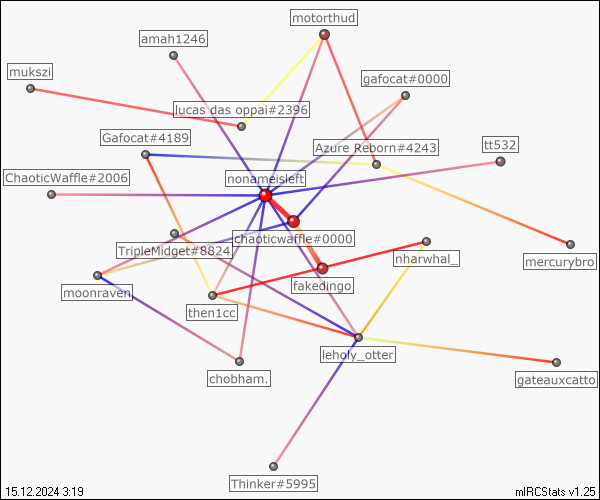 motorthud
amah1246
mukszi
gafocat#0000
lucas das oppai#2396
Gafocat#4189
Azure Reborn#4243
tt532
ChaoticWaffle#2006
nonameisleft
chaoticwaffle#0000
TripleMidget#8824
nharwhal_
mercurybro
moonraven
fakedingo
then1cc
leholy_otter
chobham.
gateauxcatto
Thinker#5995
15.12.2024 3:19
mIRCStats v1.25